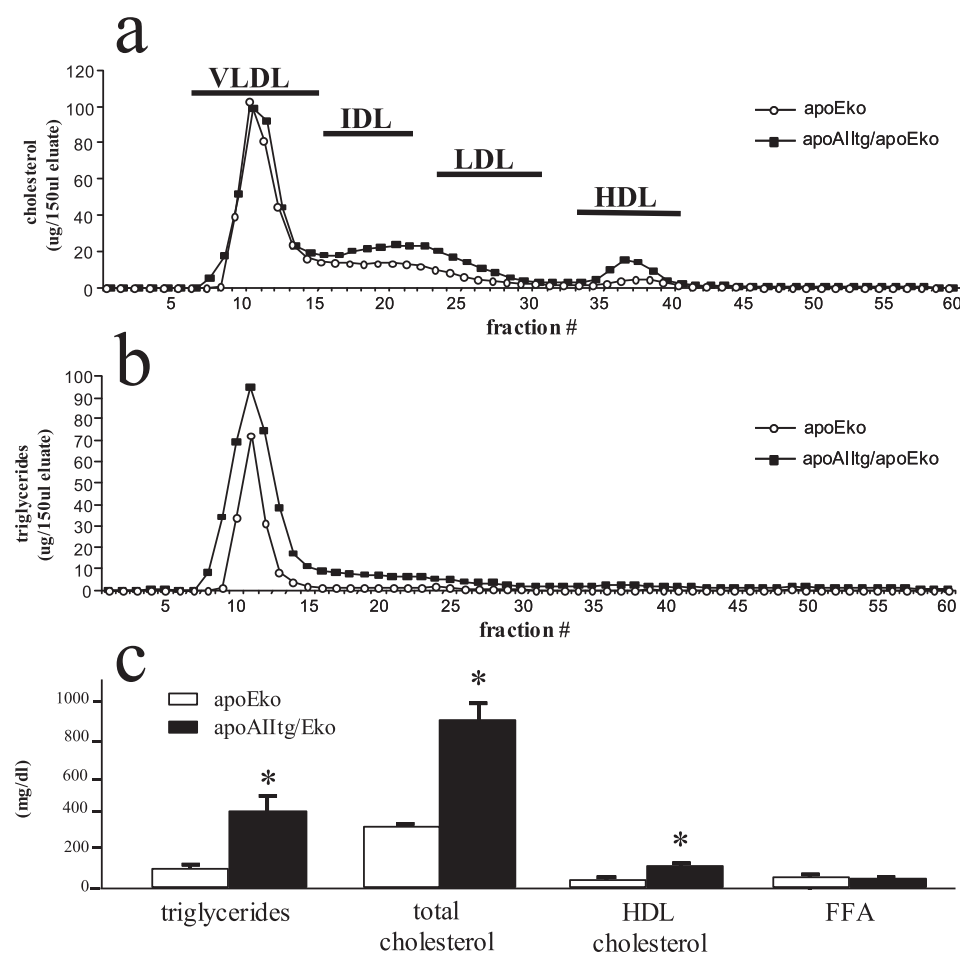 a
120
100
80
60
40
20
0
cholesterol
(ug/150ul eluate)
VLDL
IDL
LDL
HDL
apoEko
apoAIItg/apoEko
5 10 15 20 25 30 35 40 45 50 55 60
fraction #
b
100
90
80
70
60
50
40
30
20
10
0
triglycerides
(ug/150ul eluate)
apoEko
apoAIItg/apoEko
5 10 15 20 25 30 35 40 45 50 55 60
fraction #
c
1000
800
600
400
200
0
(mg/dl)
apoEko
apoAIItg/Eko
*
*
*
triglycerides
total
cholesterol
HDL
cholesterol
FFA